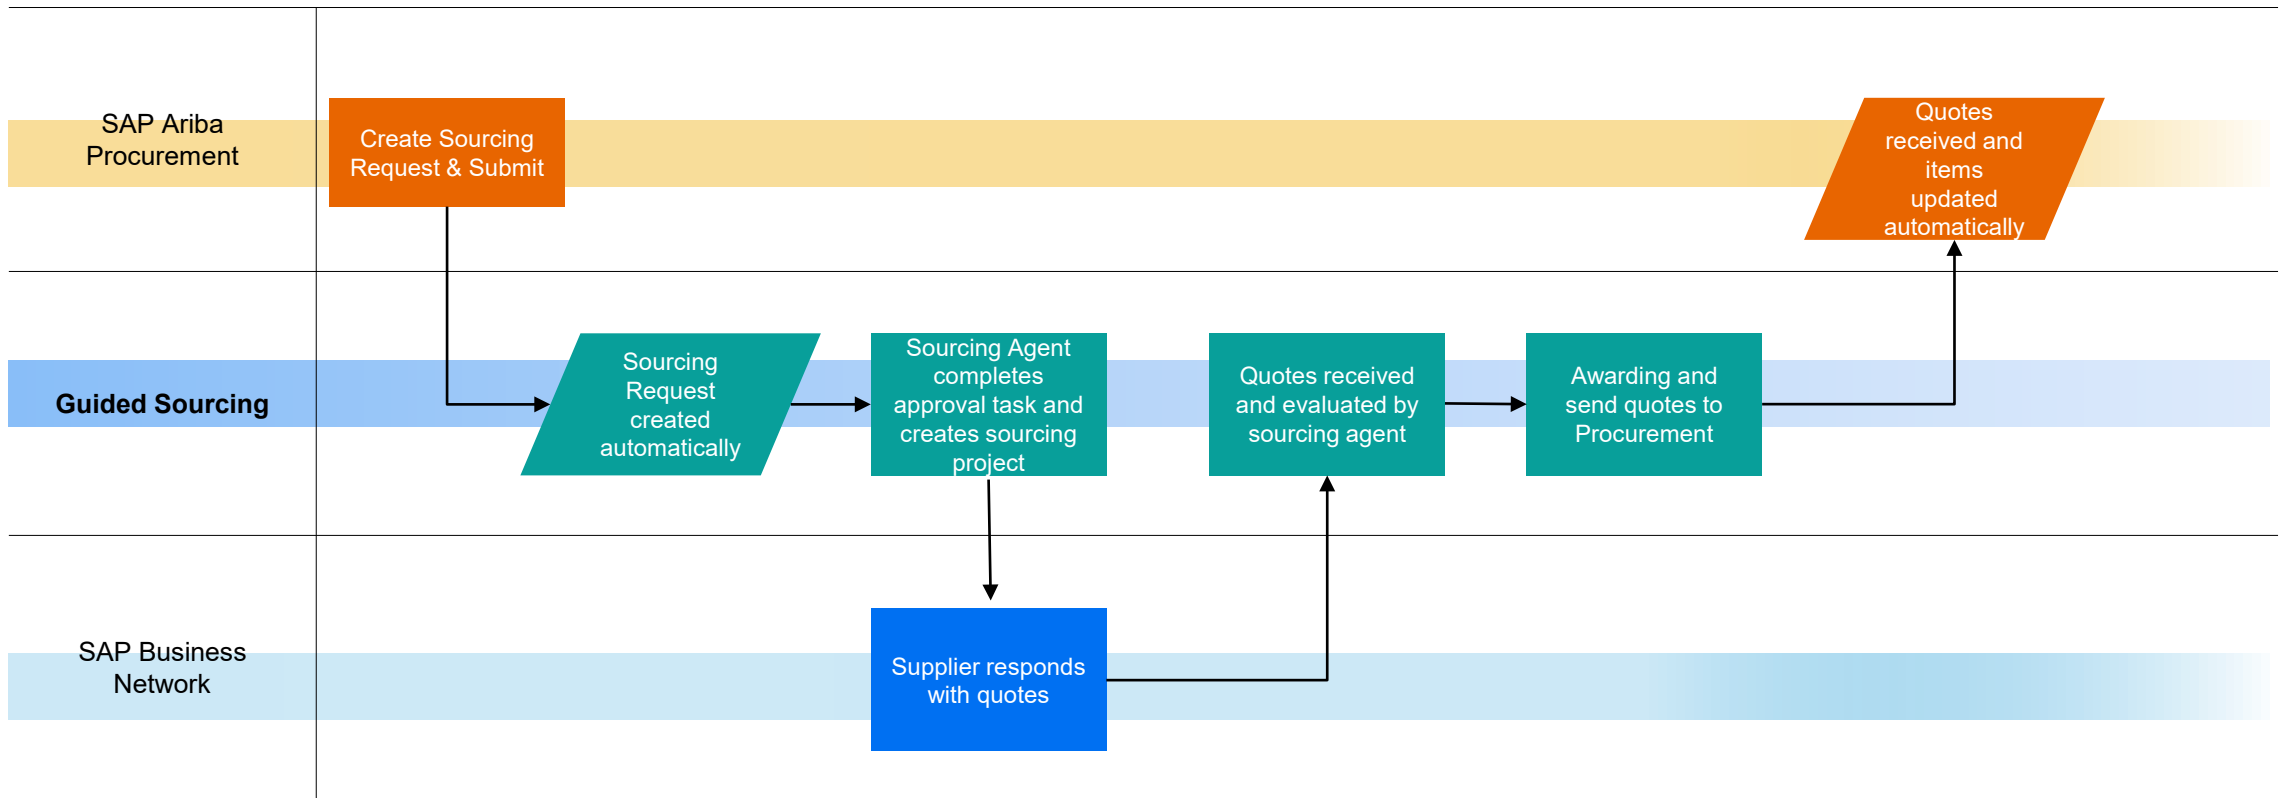 SAP Ariba
Procurement
Create Sourcing
Request & Submit
Quotes
received and
items
updated
automatically
Guided Sourcing
Sourcing
Request
created
automatically
Sourcing Agent
completes
approval task and
creates sourcing
project
Quotes received
and evaluated by
sourcing agent
Awarding and
send quotes to
Procurement
SAP Business
Network
Supplier responds
with quotes